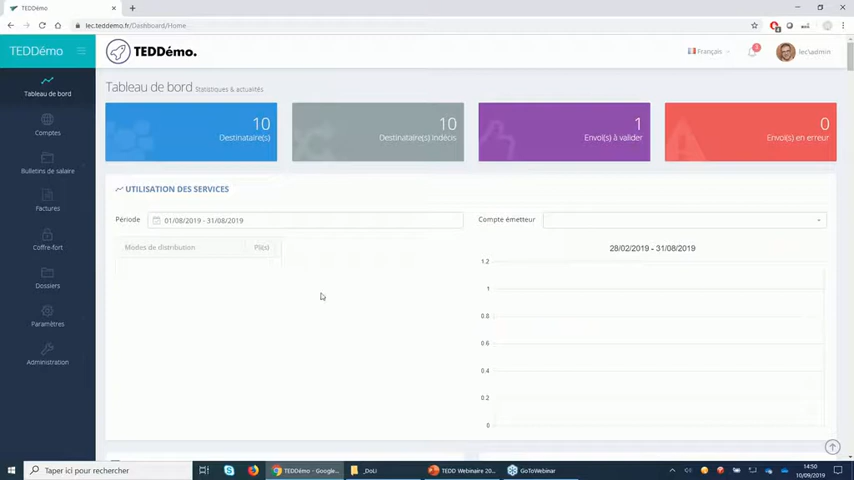 TEDDémo
lec.teddemo.fr/Dashboard/Home
TEDDémo
TEDDémo.
Français
3
lec\admin
Tableau de bord
Comptes
Bulletins de salaire
Factures
Coffre-fort
Dossiers
Paramètres
Administration
Tableau de bord Statistiques & actualités
10
Destinataire(s)
10
Destinataire(s) indécis
1
Envoi(s) à valider
0
Envoi(s) en erreur
UTILISATION DES SERVICES
Période
01/08/2019 - 31/08/2019
Compte émetteur
Modes de distribution
Pli(s)
28/02/2019 - 31/08/2019
1.2
1
0.8
0.6
0.4
0.2
0
Taper ici pour rechercher
TEDDémo - Google...
_DoLi
TEDD Webinaire 20...
GoToWebinar
14:50
10/09/2019